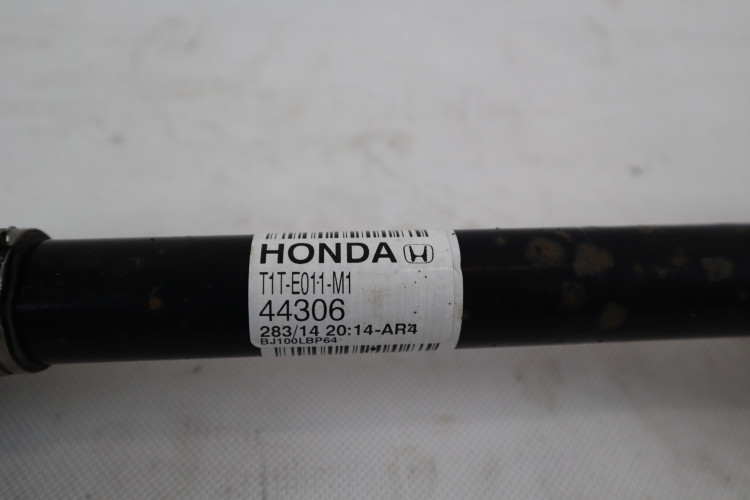 HONDA
T1T-E011-M1
44306
283/14 20:14-AR4
BJ100LBP64